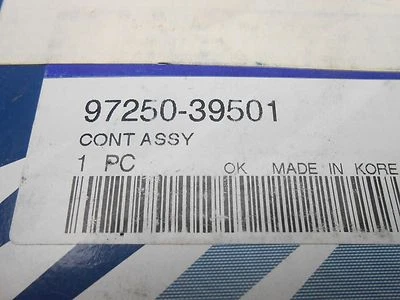 97250-39501
CONT ASSY
1 PC OK MADE IN KORE